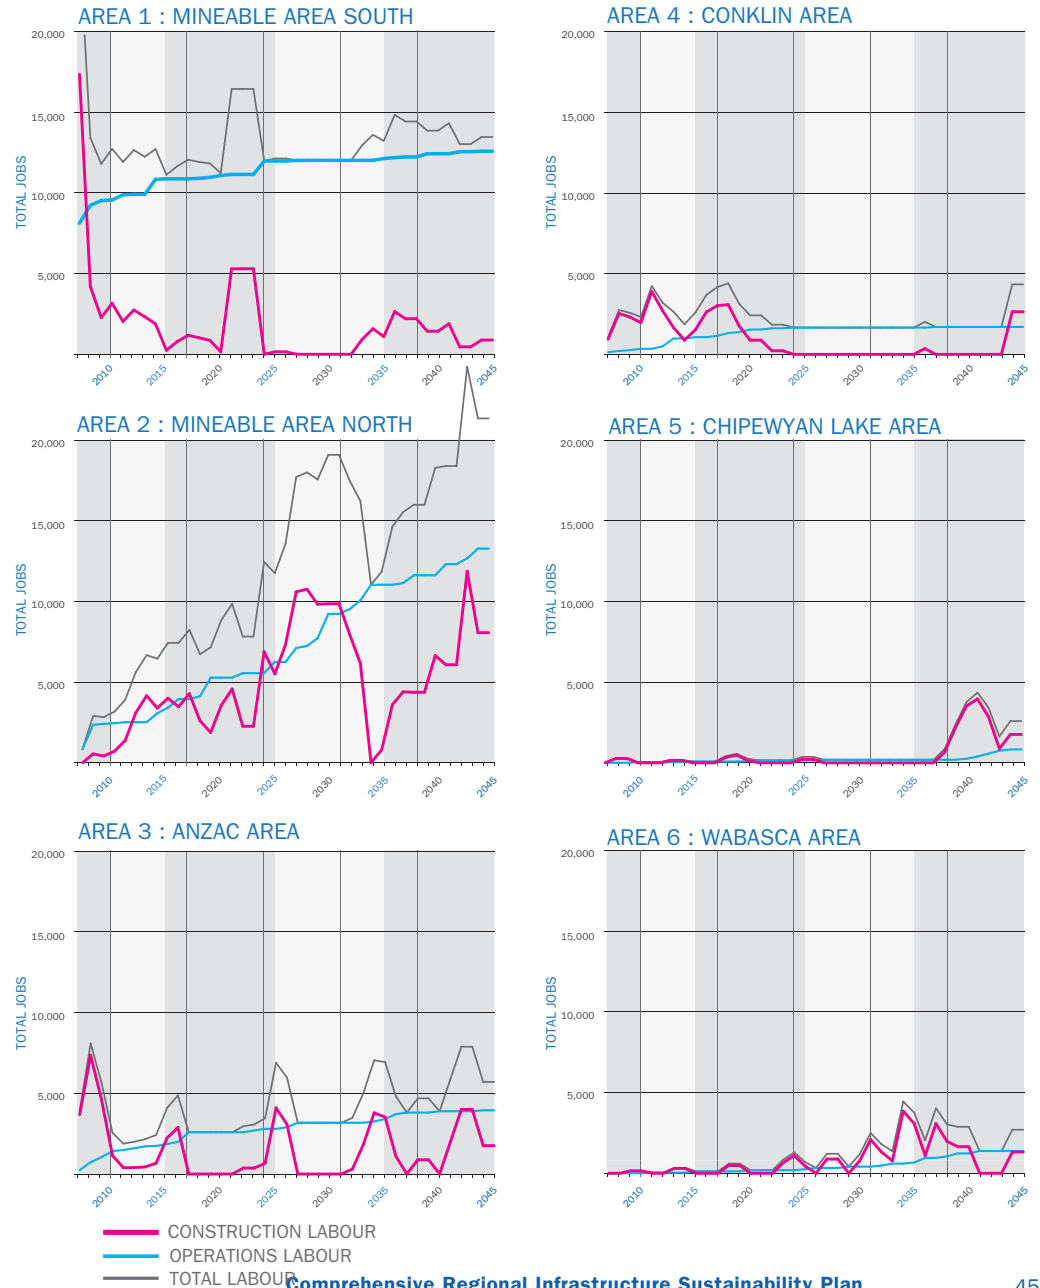 AREA 1 : MINEABLE AREA SOUTH
20,000
15,000
10,000
5,000
TOTAL JOBS
2010 2015 2020 2025 2030 2035 2040 2045
AREA 4 : CONKLIN AREA
20,000
15,000
10,000
5,000
TOTAL JOBS
2010 2015 2020 2025 2030 2035 2040 2045
AREA 2 : MINEABLE AREA NORTH
20,000
15,000
10,000
5,000
TOTAL JOBS
2010 2015 2020 2025 2030 2035 2040 2045
AREA 5 : CHIPEWYAN LAKE AREA
20,000
15,000
10,000
5,000
TOTAL JOBS
2010 2015 2020 2025 2030 2035 2040 2045
AREA 3 : ANZAC AREA
20,000
15,000
10,000
5,000
TOTAL JOBS
2010 2015 2020 2025 2030 2035 2040 2045
AREA 6 : WABASCA AREA
20,000
15,000
10,000
5,000
TOTAL JOBS
2010 2015 2020 2025 2030 2035 2040 2045
CONSTRUCTION LABOUR
OPERATIONS LABOUR
TOTAL LABOUR
Comprehensive Regional Infrastructure Sustainability Plan 45